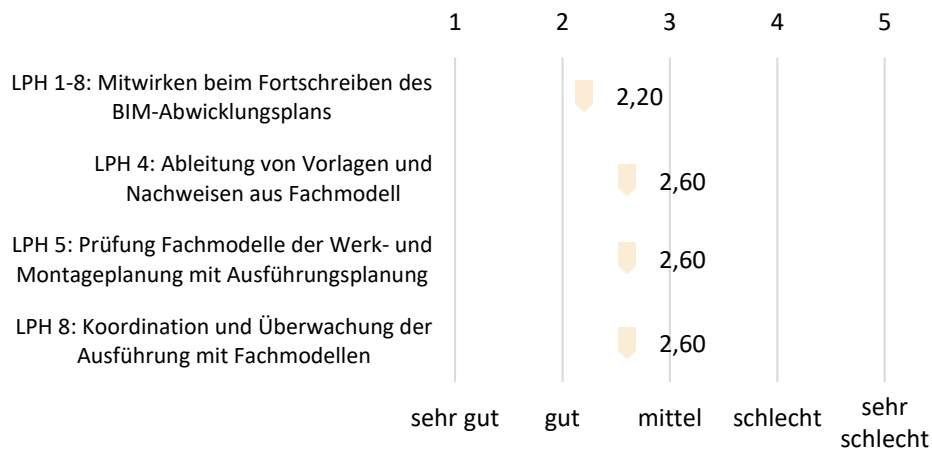 1 2 3 4 5
LPH 1-8: Mitwirken beim Fortschreiben des
BIM-Abwicklungsplans
2,20
LPH 4: Ableitung von Vorlagen und
Nachweisen aus Fachmodell
2,60
LPH 5: Prüfung Fachmodelle der Werk- und
Montageplanung mit Ausführungsplanung
2,60
LPH 8: Koordination und Überwachung der
Ausführung mit Fachmodellen
2,60
sehr gut gut mittel schlecht sehr
schlecht